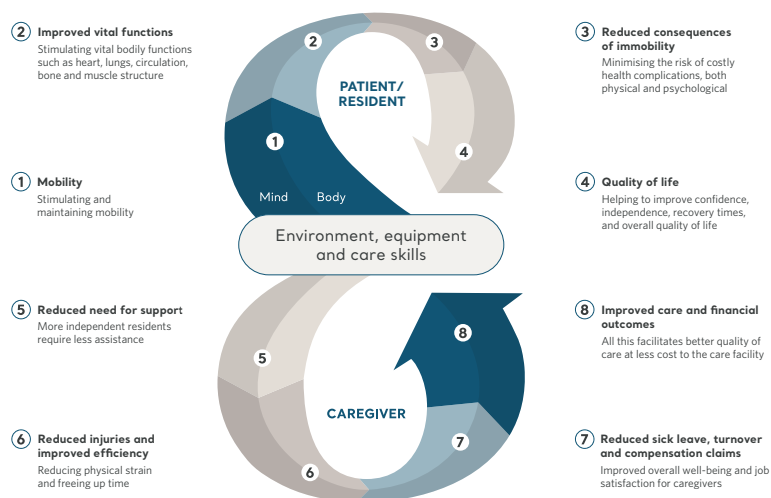 2 Improved vital functions
Stimulating vital bodily functions
such as heart, lungs, circulation,
bone and muscle structure
1 Mobility
Stimulating and
maintaining mobility
5 Reduced need for support
More independent residents
require less assistance
6 Reduced injuries and
improved efficiency
Reducing physical strain
and freeing up time
2
3
PATIENT/
RESIDENT
1
4
Mind Body
Environment, equipment
and care skills
8
5
CAREGIVER
7
6
3 Reduced consequences
of immobility
Minimising the risk of costly
health complications, both
physical and psychological
4 Quality of life
Helping to improve confidence,
independence, recovery times,
and overall quality of life
8 Improved care and financial
outcomes
All this facilitates better quality of
care at less cost to the care facility
7 Reduced sick leave, turnover
and compensation claims
Improved overall well-being and job
satisfaction for caregivers